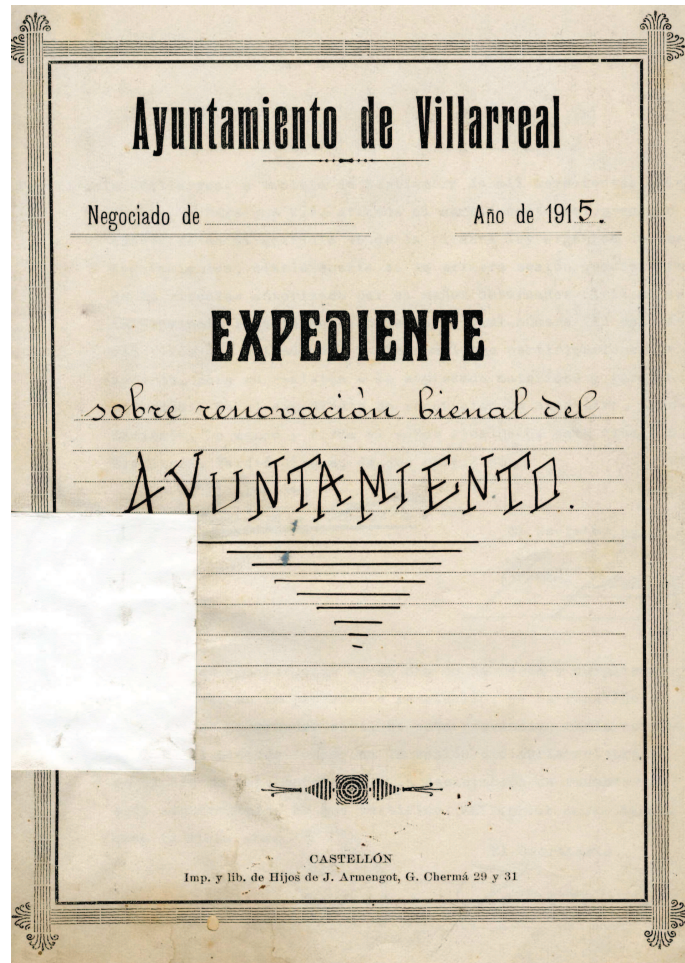 Ayuntamiento de Villarreal
Negociado de
Año de 1915.
EXPEDIENTE
sobre renovación bienal del
AYUNTAMIENTO.
CASTELLÓN
Imp. y lib. de Hijos de J. Armengot, G. Chermá 29 y 31